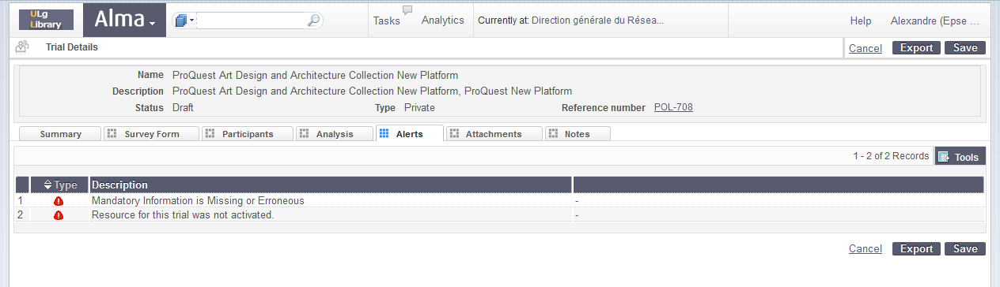 ULg Library Alma Tasks Analytics Currently at: Direction générale du Résea... Help Alexandre (Epse ...
Trial Details Cancel Export Save
Name ProQuest Art Design and Architecture Collection New Platform
Description ProQuest Art Design and Architecture Collection New Platform, ProQuest New Platform
Status Draft Type Private Reference number POL-708
Summary Survey Form Participants Analysis Alerts Attachments Notes
1 - 2 of 2 Records Tools
Type Description
1 Mandatory Information is Missing or Erroneous -
2 Resource for this trial was not activated. -
Cancel Export Save